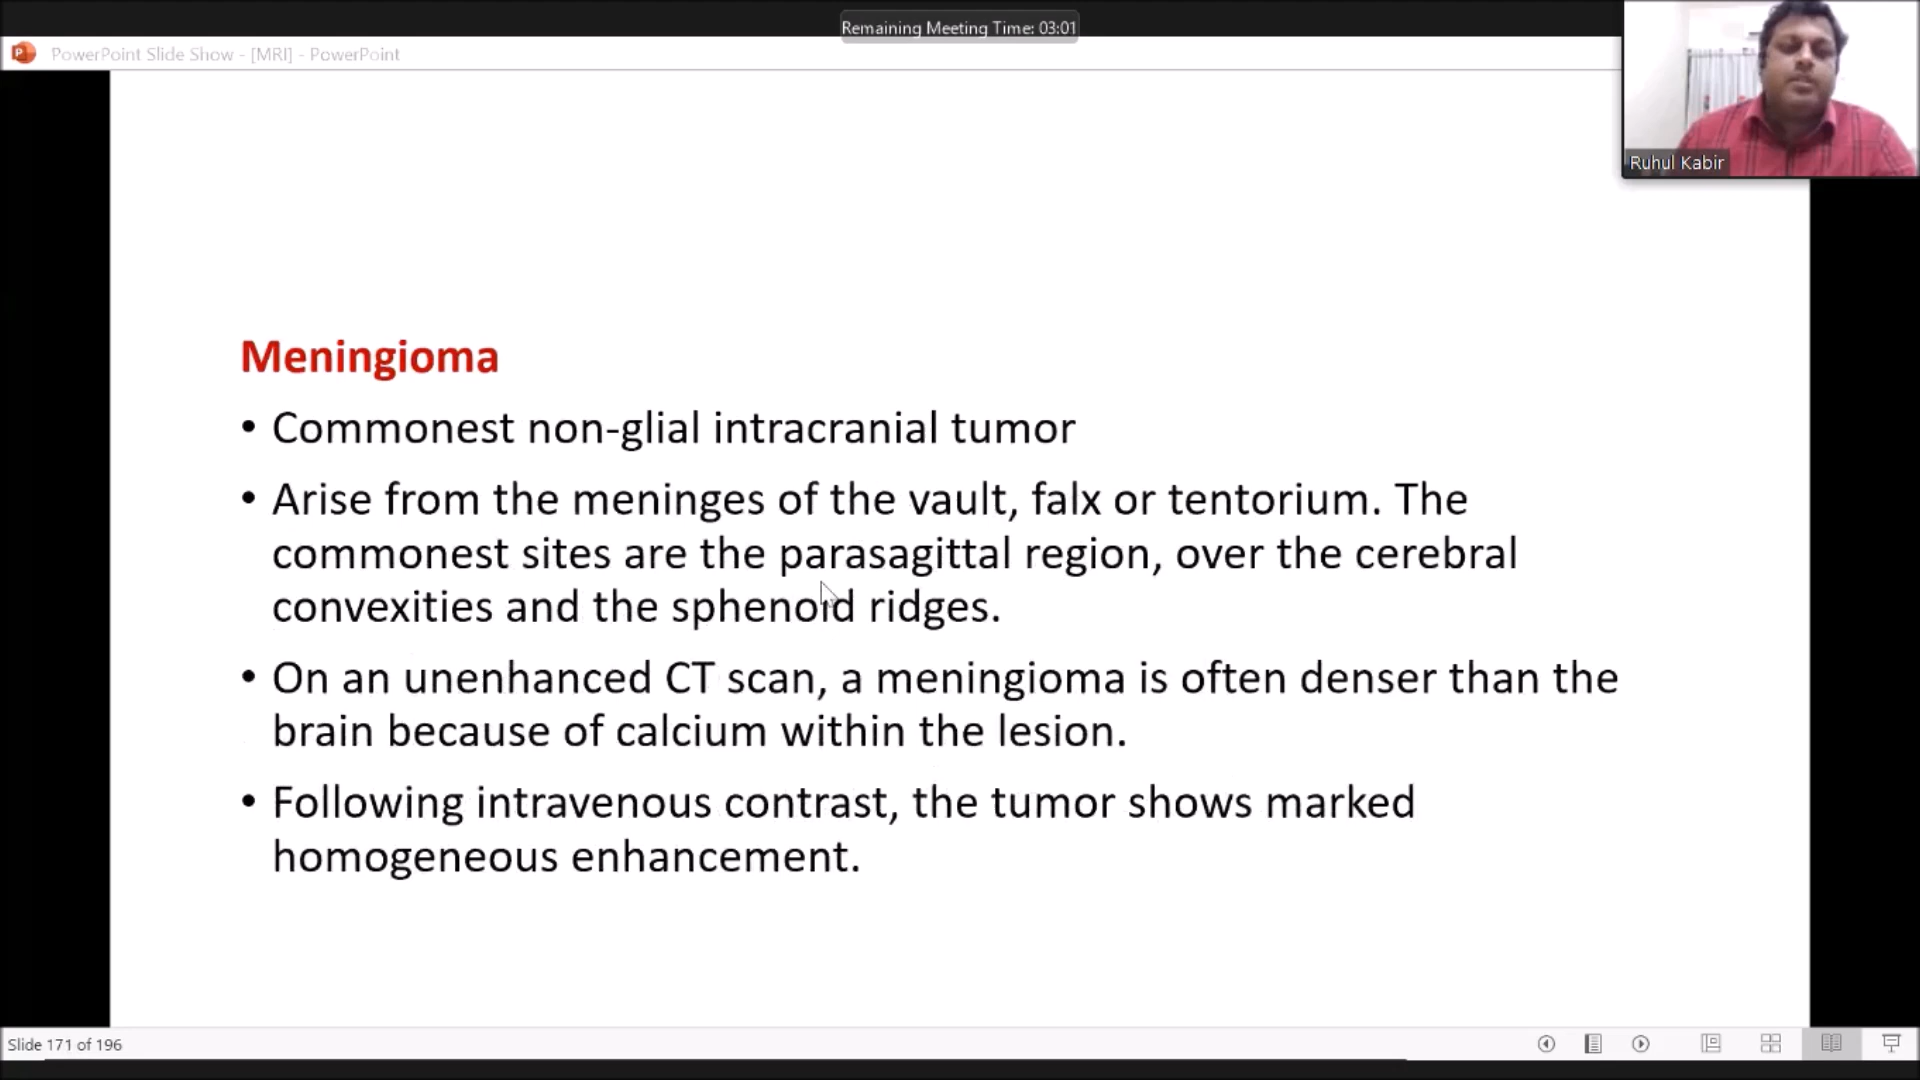 Remaining Meeting Time: 03:01
PowerPoint Slide Show - [MRI] - PowerPoint
Ruhul Kabir
Meningioma
• Commonest non-glial intracranial tumor
• Arise from the meninges of the vault, falx or tentorium. The
commonest sites are the parasagittal region, over the cerebral
convexities and the sphenoid ridges.
• On an unenhanced CT scan, a meningioma is often denser than the
brain because of calcium within the lesion.
• Following intravenous contrast, the tumor shows marked
homogeneous enhancement.
Slide 171 of 196